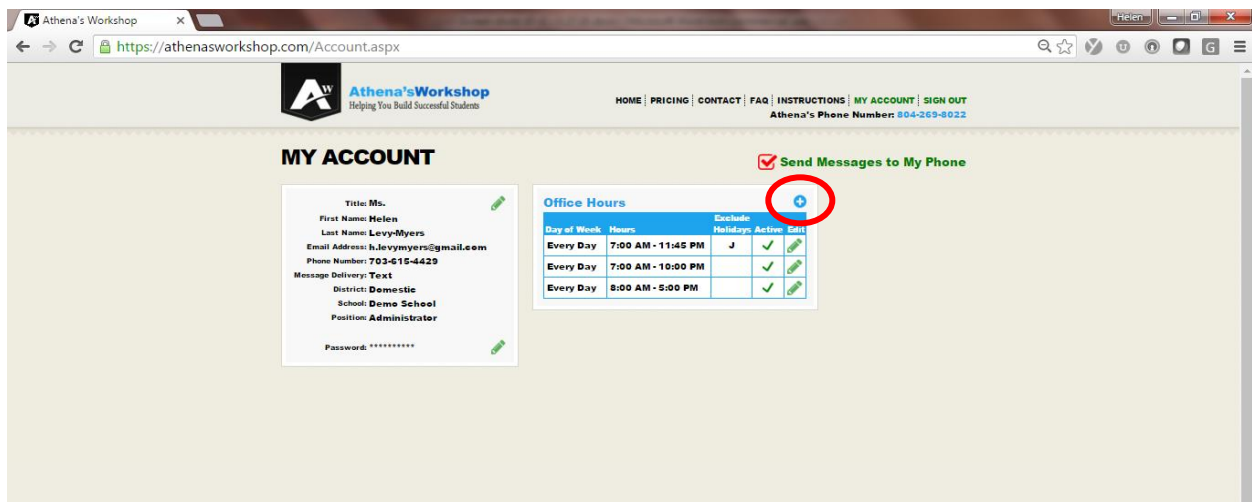 Athena's Workshop
Helen
https://athenasworkshop.com/Account.aspx
AW
Athena'sWorkshop
Helping You Build Successful Students
HOME PRICING CONTACT FAQ INSTRUCTIONS MY ACCOUNT SIGN OUT
Athena's Phone Number: 804-269-8022
MY ACCOUNT
Send Messages to My Phone
Title: Ms.
First Name: Helen
Last Name: Levy-Myers
Email Address: h.levymyers@gmail.com
Phone Number: 703-615-4429
Message Delivery: Text
District: Domestic
School: Demo School
Position: Administrator
Password: **********
Office Hours
Day of Week Hours Exclude Holidays Active Edit
Every Day 7:00 AM - 11:45 PM J
Every Day 7:00 AM - 10:00 PM
Every Day 8:00 AM - 5:00 PM